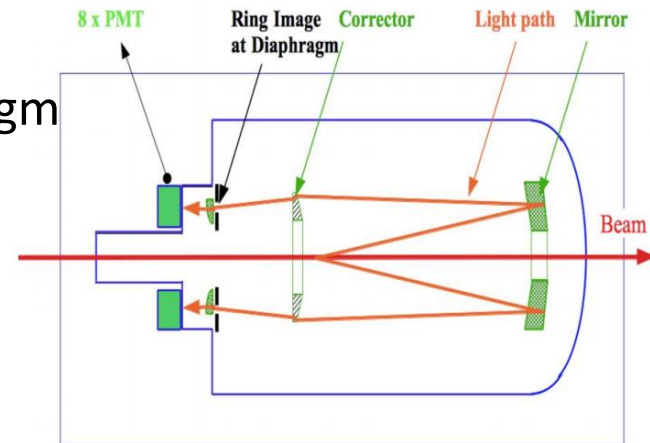 8 x PMT
Ring Image
at Diaphragm
Corrector
Light path
Mirror
gm
Beam